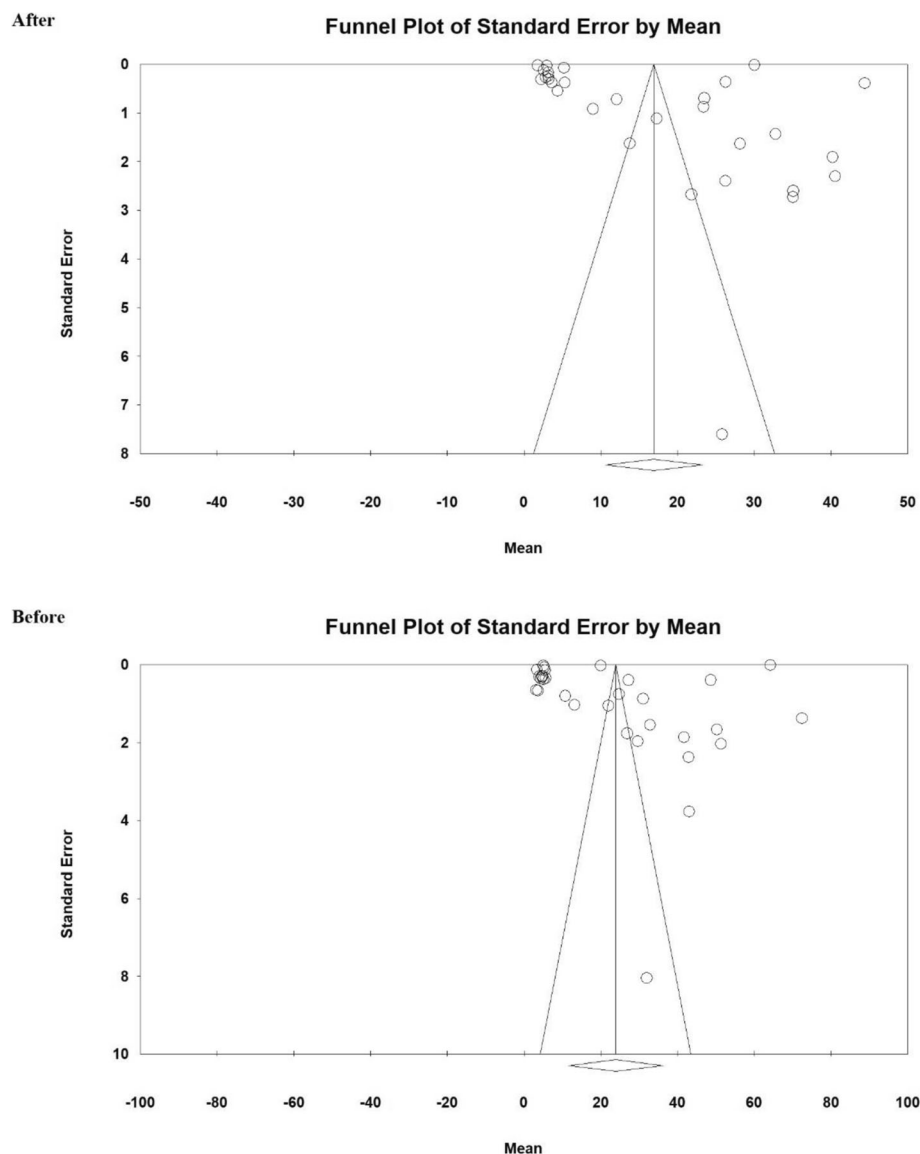 After
Funnel Plot of Standard Error by Mean
0
1
2
3
4
5
6
7
8
Standard Error
-50 -40 -30 -20 -10 0 10 20 30 40 50
Mean
Before
Funnel Plot of Standard Error by Mean
0
2
4
6
8
10
Standard Error
-100 -80 -60 -40 -20 0 20 40 60 80 100
Mean